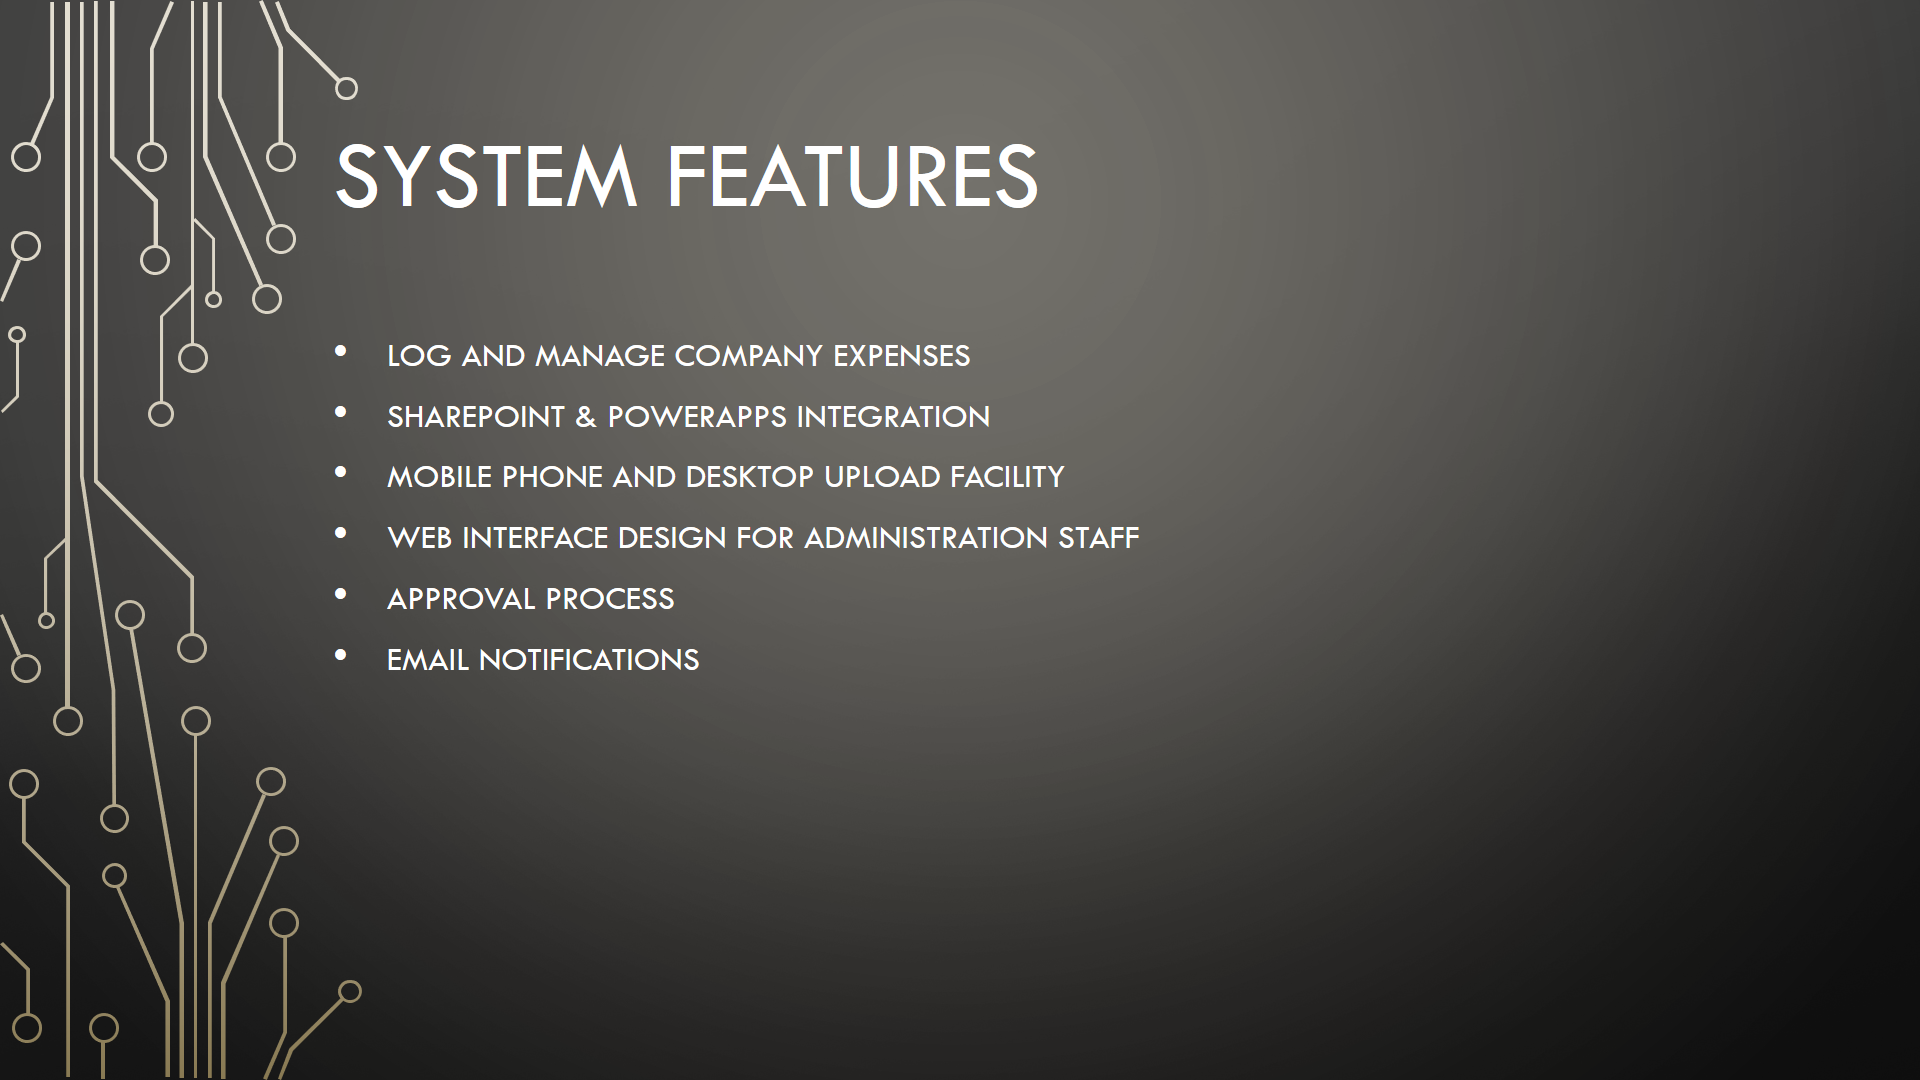 SYSTEM FEATURES
• LOG AND MANAGE COMPANY EXPENSES
• SHAREPOINT & POWERAPPS INTEGRATION
• MOBILE PHONE AND DESKTOP UPLOAD FACILITY
• WEB INTERFACE DESIGN FOR ADMINISTRATION STAFF
• APPROVAL PROCESS
• EMAIL NOTIFICATIONS